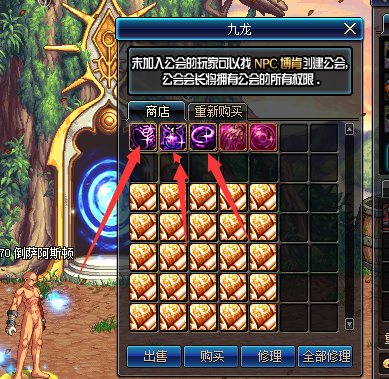 九龙
未加入公会的玩家可以找 NPC 博肯创建公会,
公会会长将拥有公会的所有权限.
商店 重新购买
70 倒萨阿斯顿
出售 购买 修理 全部修理